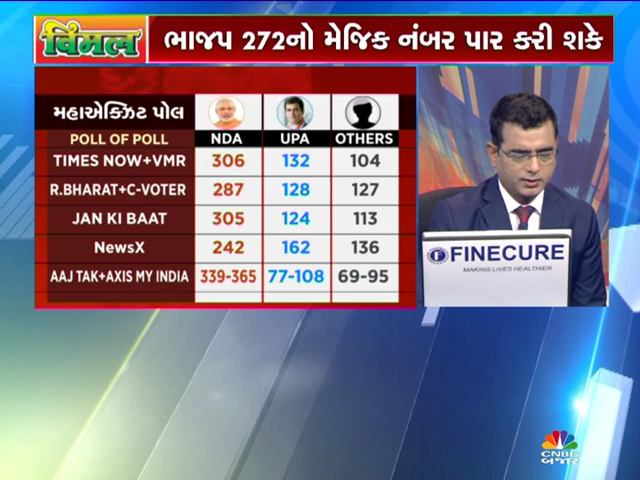 વિમલ
ભાજપ 272નો મેજિક નંબર પાર કરી શકે
મહાએક્ઝિટ પોલ
POLL OF POLL NDA UPA OTHERS
TIMES NOW+VMR 306 132 104
R.BHARAT+C-VOTER 287 128 127
JAN KI BAAT 305 124 113
NewsX 242 162 136
AAJ TAK+AXIS MY INDIA 339-365 77-108 69-95
FINECURE
MAKING LIVES HEALTHIER
CNBC
બજાર